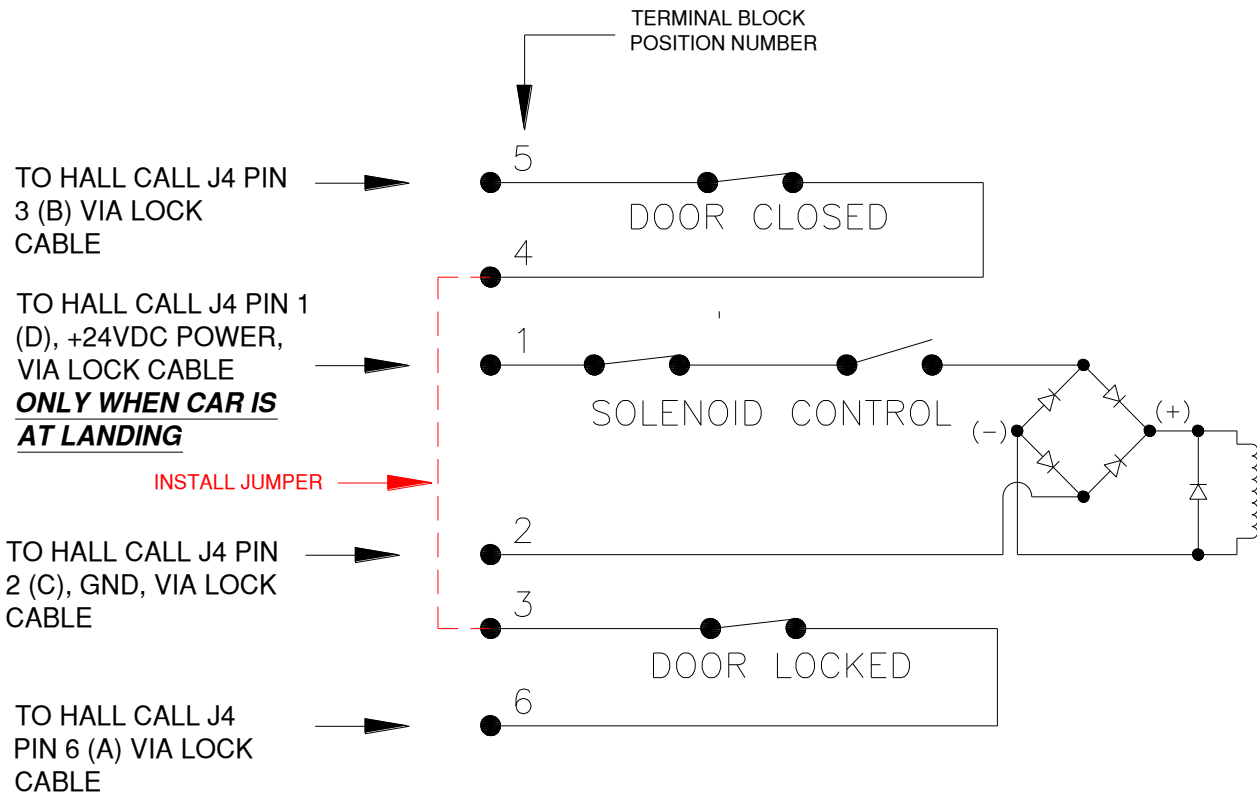 TERMINAL BLOCK
POSITION NUMBER
5
TO HALL CALL J4 PIN
3 (B) VIA LOCK
CABLE
DOOR CLOSED
4
TO HALL CALL J4 PIN 1
(D), +24VDC POWER,
VIA LOCK CABLE
ONLY WHEN CAR IS
AT LANDING
1
SOLENOID CONTROL
(-)
(+)
INSTALL JUMPER
2
TO HALL CALL J4 PIN
2 (C), GND, VIA LOCK
CABLE
3
DOOR LOCKED
6
TO HALL CALL J4
PIN 6 (A) VIA LOCK
CABLE